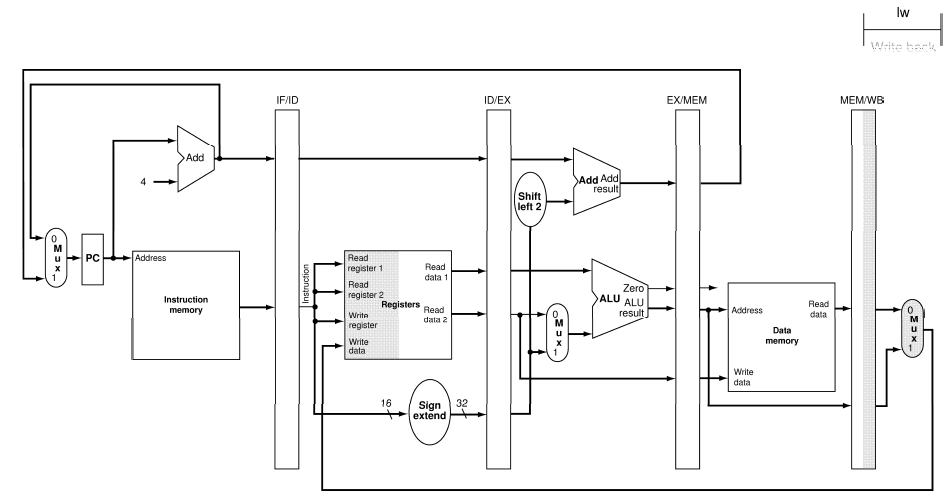 lw
Write back
IF/ID
ID/EX
EX/MEM
MEM/WB
Add
4
Shift
left 2
Add Add
result
0
M
u
x
1
PC
Address
Instruction
memory
Instruction
Read
register 1
Read
register 2
Registers
Write
register
Write
data
Read
data 1
Read
data 2
0
M
u
x
1
Zero
ALU
ALU
result
Address
Read
data
Data
memory
Write
data
0
M
u
x
1
16
Sign
extend
32